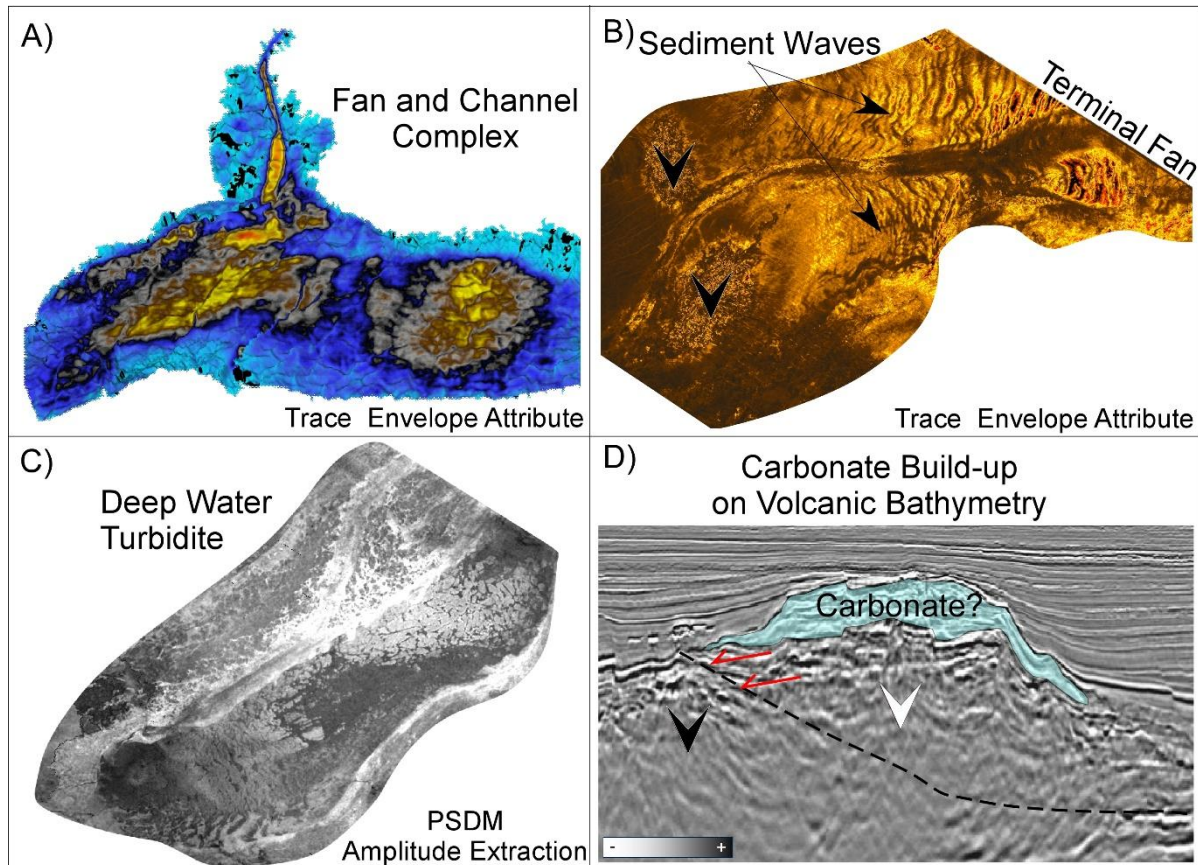 A)
Fan and Channel
Complex
Trace Envelope Attribute
B)
Sediment Waves
Terminal Fan
Trace Envelope Attribute
C)
Deep Water
Turbidite
PSDM
Amplitude Extraction
D)
Carbonate Build-up
on Volcanic Bathymetry
Carbonate?
- +